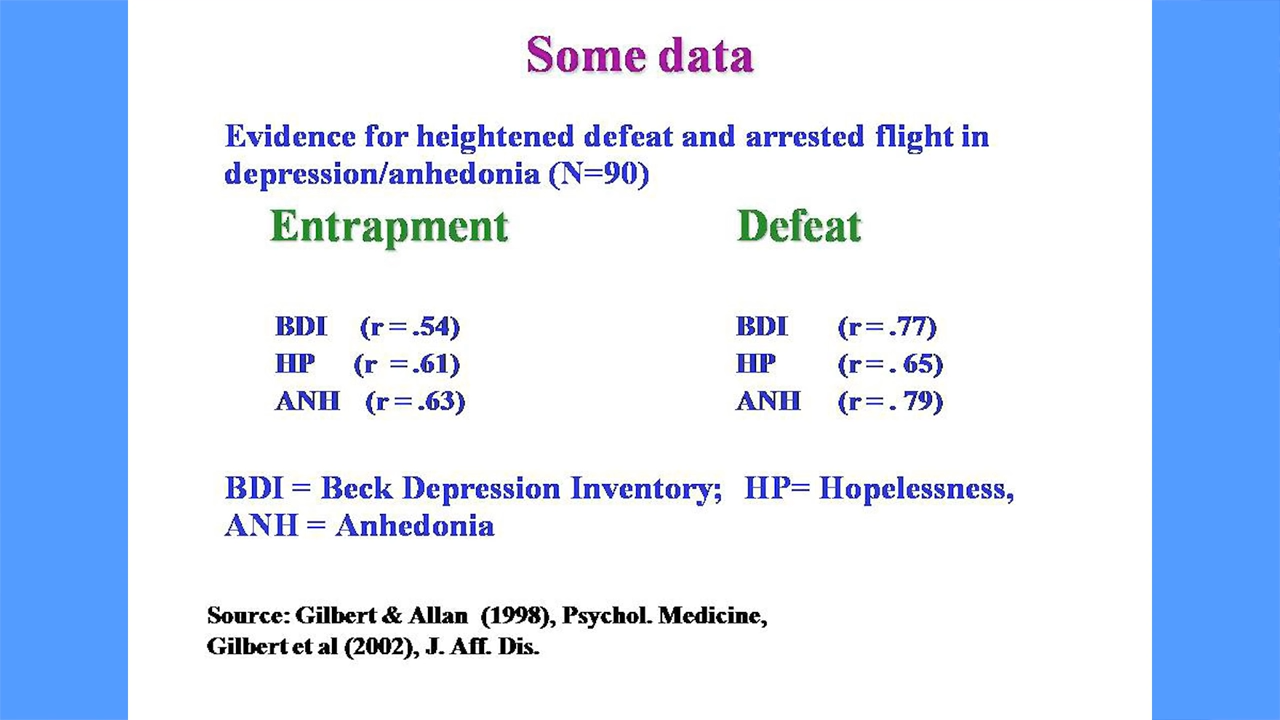 Some data
Evidence for heightened defeat and arrested flight in
depression/anhedonia (N=90)
Entrapment Defeat
BDI (r = .54) BDI (r = .77)
HP (r = .61) HP (r = . 65)
ANH (r = .63) ANH (r = . 79)
BDI = Beck Depression Inventory; HP= Hopelessness,
ANH = Anhedonia
Source: Gilbert & Allan (1998), Psychol. Medicine,
Gilbert et al (2002), J. Aff. Dis.